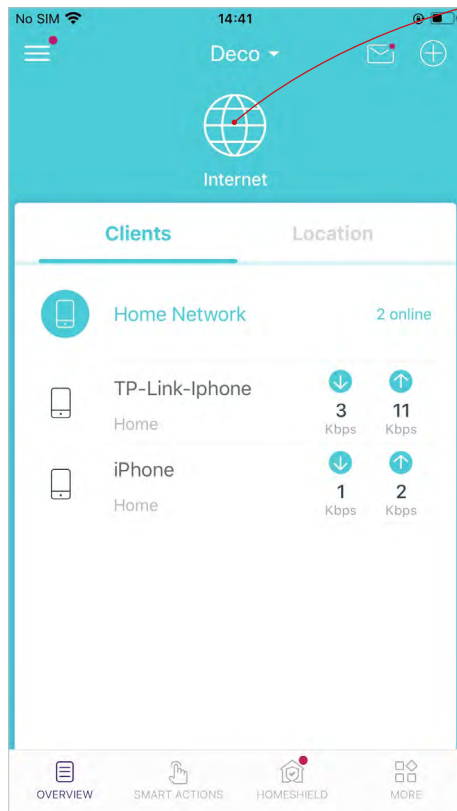 No SIM 14:41
Deco
Internet
Clients Location
Home Network 2 online
TP-Link-Iphone 3 11
Home Kbps Kbps
iPhone 1 2
Home Kbps Kbps
OVERVIEW SMART ACTIONS HOMESHIELD MORE